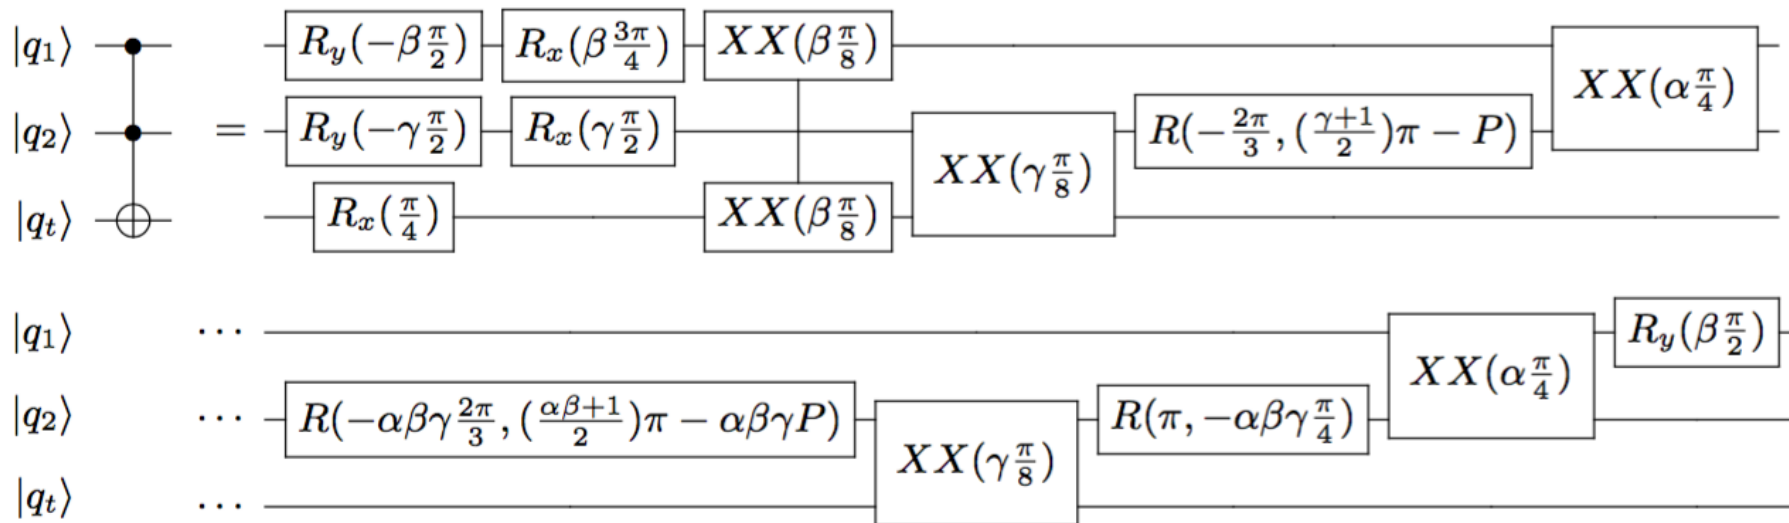 |q₁⟩ R_y(−β π/2) R_x(β 3π/4) XX(β π/8) XX(α π/4)
|q₂⟩ = R_y(−γ π/2) R_x(γ π/2) XX(γ π/8) R(−2π/3, (γ+1/2)π − P)
|q_t⟩ R_x(π/4) XX(β π/8)
|q₁⟩ ⋯ XX(α π/4) R_y(β π/2)
|q₂⟩ ⋯ R(−αβγ 2π/3, (αβ+1/2)π − αβγP) XX(γ π/8) R(π, −αβγ π/4)
|q_t⟩ ⋯